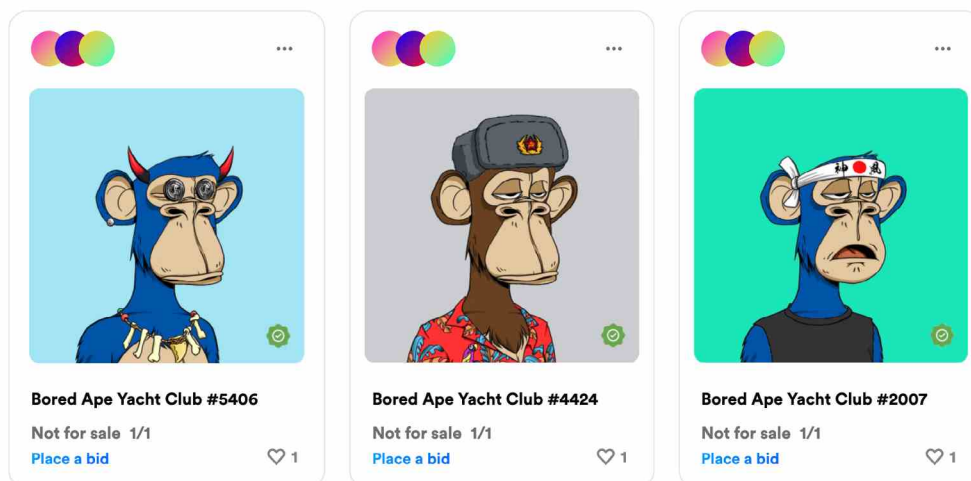 神風
Bored Ape Yacht Club #5406
Not for sale 1/1
Place a bid
1
Bored Ape Yacht Club #4424
Not for sale 1/1
Place a bid
1
Bored Ape Yacht Club #2007
Not for sale 1/1
Place a bid
1